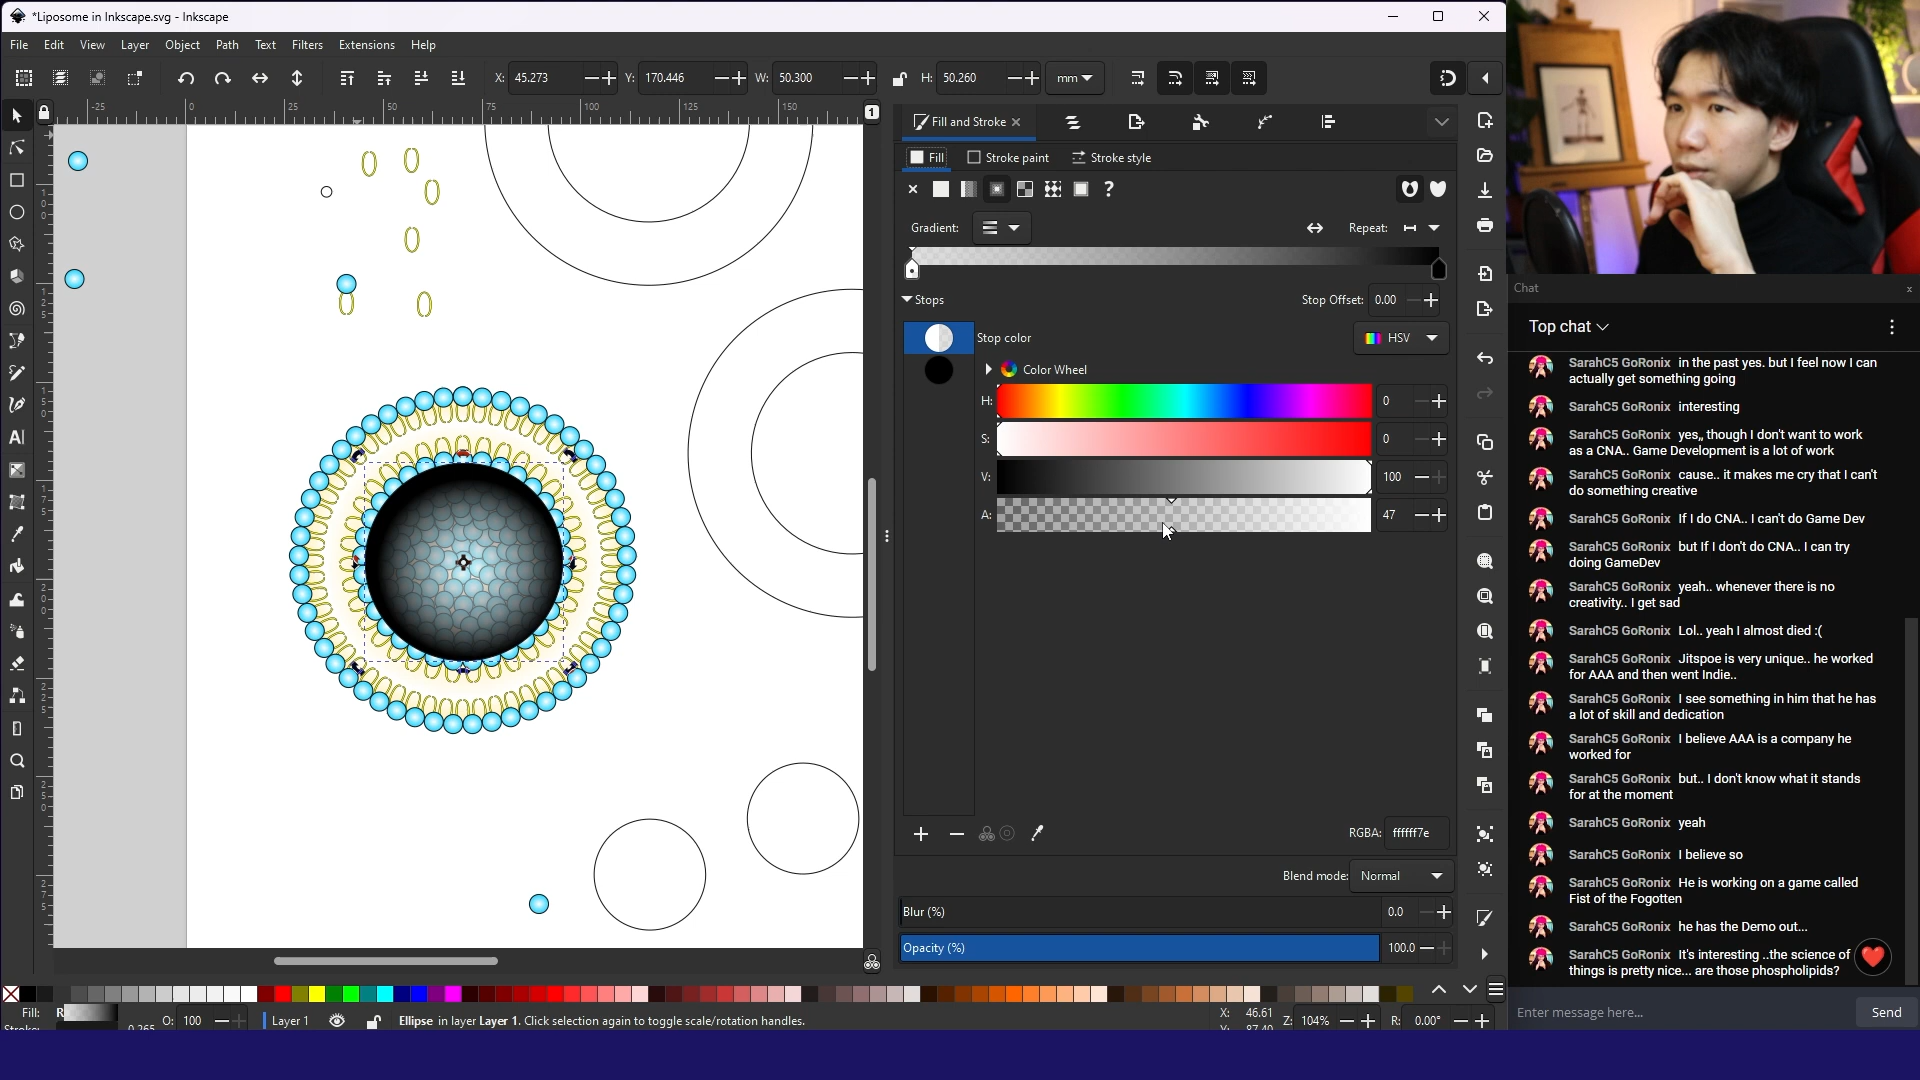 *Liposome in Inkscape.svg - Inkscape
File Edit View Layer Object Path Text Filters Extensions Help
X: 45.273 Y: 170.446 W: 50.300 H: 50.260 mm
-25 0 25 50 75 100 125 150
1
Fill and Stroke
Fill Stroke paint Stroke style
?
Gradient: Repeat:
Stops Stop Offset: 0.00
Stop color HSV
Color Wheel
H: 0
S: 0
V: 100
A: 47
RGBA: ffffff7e
Blend mode: Normal
Blur (%) 0.0
Opacity (%) 100.0
Fill: R O: 100 Layer 1 Ellipse in layer Layer 1. Click selection again to toggle scale/rotation handles. X: 46.61 Z: 104% R: 0.00°
0.265
Chat x
Top chat
SarahC5 GoRonix in the past yes. but I feel now I can
actually get something going
SarahC5 GoRonix interesting
SarahC5 GoRonix yes,, though I don't want to work
as a CNA.. Game Development is a lot of work
SarahC5 GoRonix cause.. it makes me cry that I can't
do something creative
SarahC5 GoRonix If I do CNA.. I can't do Game Dev
SarahC5 GoRonix but If I don't do CNA.. I can try
doing GameDev
SarahC5 GoRonix yeah.. whenever there is no
creativity.. I get sad
SarahC5 GoRonix Lol.. yeah I almost died :(
SarahC5 GoRonix Jitspoe is very unique.. he worked
for AAA and then went Indie..
SarahC5 GoRonix I see something in him that he has
a lot of skill and dedication
SarahC5 GoRonix I believe AAA is a company he
worked for
SarahC5 GoRonix but.. I don't know what it stands
for at the moment
SarahC5 GoRonix yeah
SarahC5 GoRonix I believe so
SarahC5 GoRonix He is working on a game called
Fist of the Fogotten
SarahC5 GoRonix he has the Demo out...
SarahC5 GoRonix It's interesting ..the science of
things is pretty nice... are those phospholipids?
Enter message here... Send